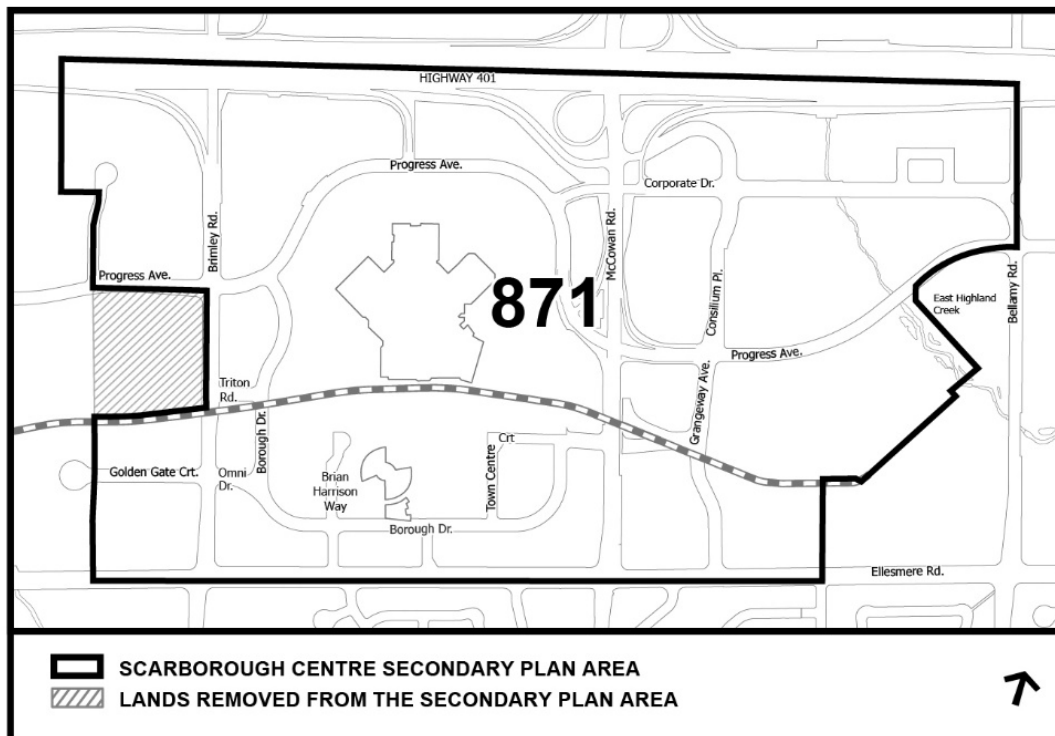 HIGHWAY 401
Progress Ave.
Corporate Dr.
Brimley Rd.
McCowan Rd.
Progress Ave.
871
Consilium Pl.
East Highland
Creek
Bellamy Rd.
Progress Ave.
Triton
Rd.
Grangeway Ave.
Borough Dr.
Golden Gate Crt.
Omni
Dr.
Brian
Harrison
Way
Town Centre
Crt
Borough Dr.
Ellesmere Rd.
SCARBOROUGH CENTRE SECONDARY PLAN AREA
LANDS REMOVED FROM THE SECONDARY PLAN AREA